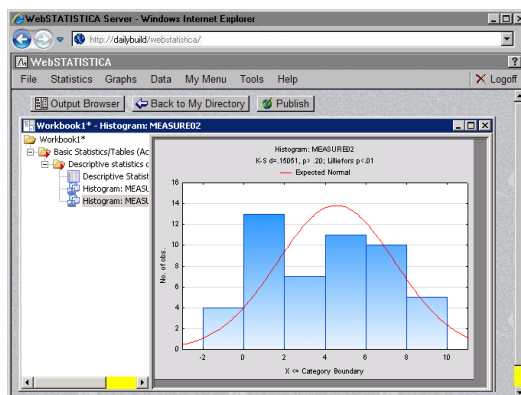 WebSTATISTICA Server - Windows Internet Explorer
http://dailybuild/webstatistica/
WebSTATISTICA
File Statistics Graphs Data My Menu Tools Help Logoff
Output Browser Back to My Directory Publish
Workbook1* - Histogram: MEASURE02
Workbook1*
Basic Statistics/Tables (Ac
Descriptive statistics c
Descriptive Statist
Histogram: MEASU
Histogram: MEASU
Histogram: MEASURE02
K-S d=.15051, p> .20; Lilliefors p<.01
Expected Normal
16
14
12
10
8
6
4
2
0
No. of obs.
-2 0 2 4 6 8 10
X <= Category Boundary